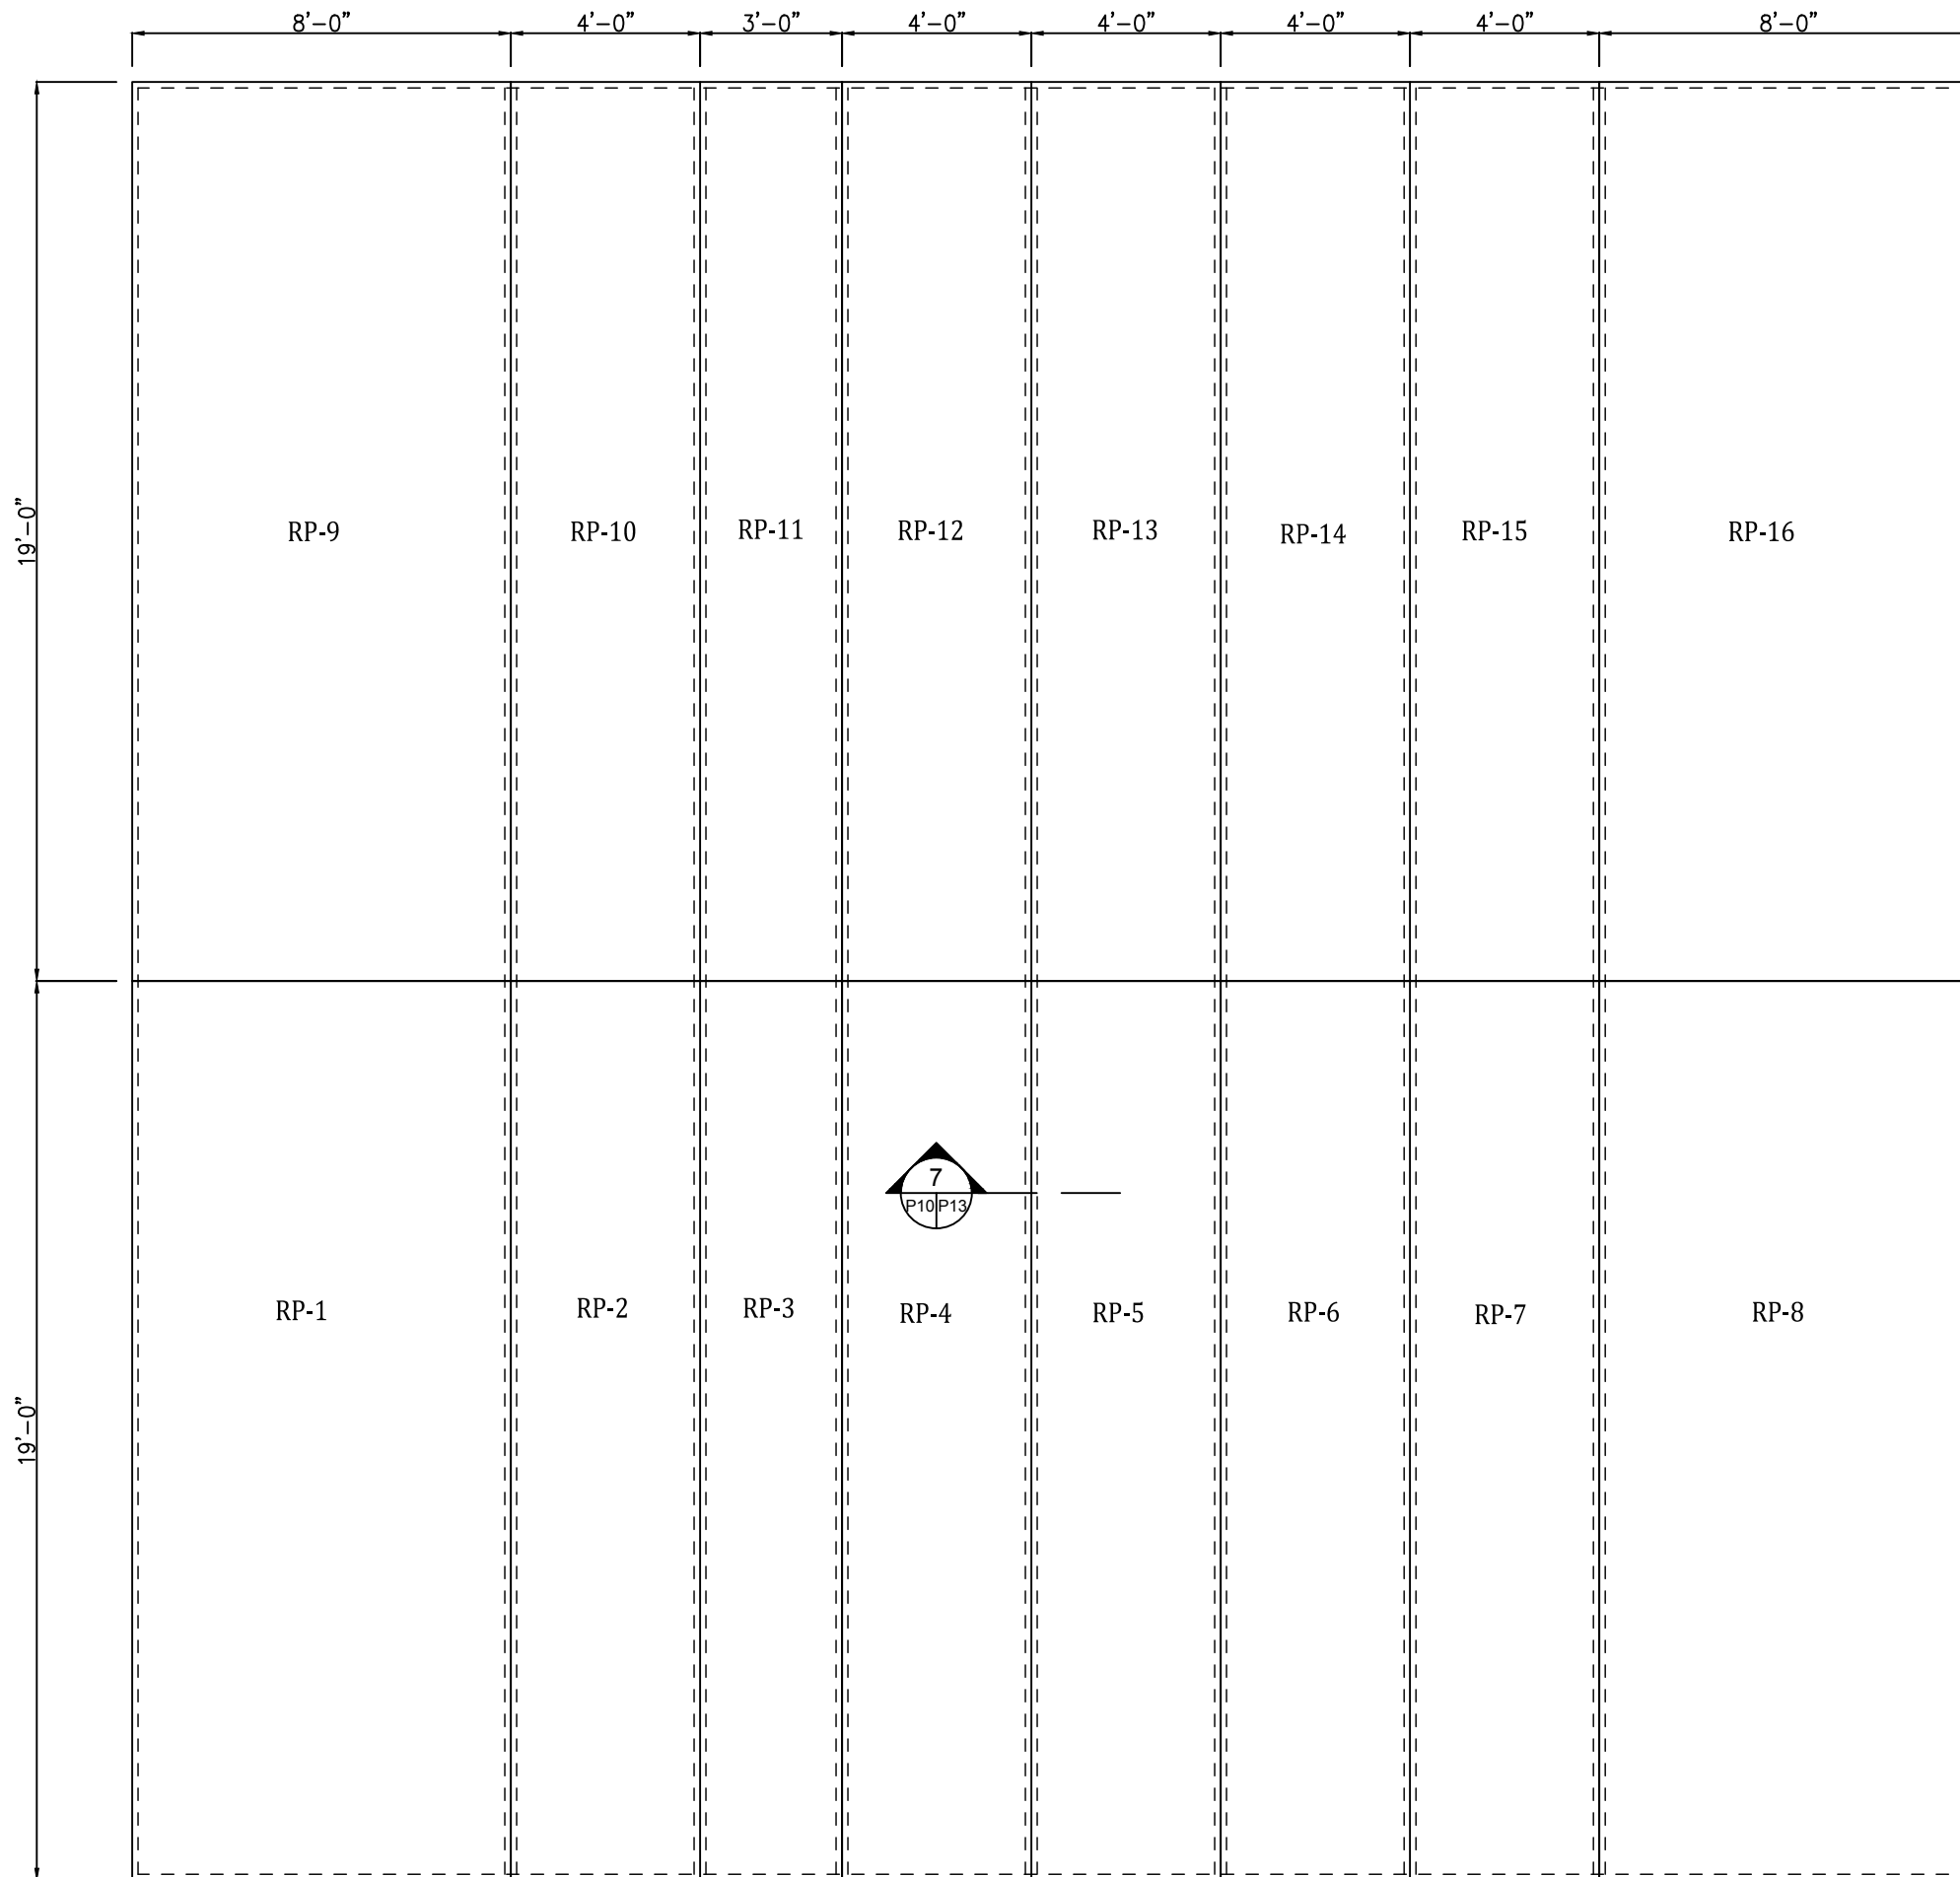 8'-0" 4'-0" 3'-0" 4'-0" 4'-0" 4'-0" 4'-0" 8'-0"
19'-0"
RP-9 RP-10 RP-11 RP-12 RP-13 RP-14 RP-15 RP-16
7
P10 P13
RP-1 RP-2 RP-3 RP-4 RP-5 RP-6 RP-7 RP-8
19'-0"